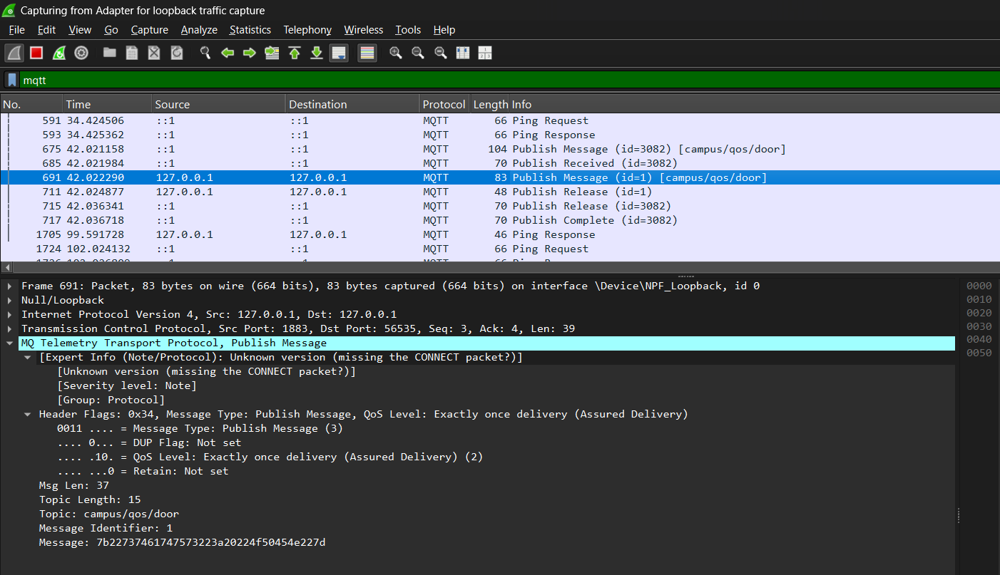 Capturing from Adapter for loopback traffic capture
File Edit View Go Capture Analyze Statistics Telephony Wireless Tools Help
mqtt
No. Time Source Destination Protocol Length Info
591 34.424506 ::1 ::1 MQTT 66 Ping Request
593 34.425362 ::1 ::1 MQTT 66 Ping Response
675 42.021158 ::1 ::1 MQTT 104 Publish Message (id=3082) [campus/qos/door]
685 42.021984 ::1 ::1 MQTT 70 Publish Received (id=3082)
691 42.022290 127.0.0.1 127.0.0.1 MQTT 83 Publish Message (id=1) [campus/qos/door]
711 42.024877 127.0.0.1 127.0.0.1 MQTT 48 Publish Release (id=1)
715 42.036341 ::1 ::1 MQTT 70 Publish Release (id=3082)
717 42.036718 ::1 ::1 MQTT 70 Publish Complete (id=3082)
1705 99.591728 127.0.0.1 127.0.0.1 MQTT 46 Ping Response
1724 102.024132 ::1 ::1 MQTT 66 Ping Request
Frame 691: Packet, 83 bytes on wire (664 bits), 83 bytes captured (664 bits) on interface \Device\NPF_Loopback, id 0
Null/Loopback
Internet Protocol Version 4, Src: 127.0.0.1, Dst: 127.0.0.1
Transmission Control Protocol, Src Port: 1883, Dst Port: 56535, Seq: 3, Ack: 4, Len: 39
MQ Telemetry Transport Protocol, Publish Message
[Expert Info (Note/Protocol): Unknown version (missing the CONNECT packet?)]
[Unknown version (missing the CONNECT packet?)]
[Severity level: Note]
[Group: Protocol]
Header Flags: 0x34, Message Type: Publish Message, QoS Level: Exactly once delivery (Assured Delivery)
0011 .... = Message Type: Publish Message (3)
.... 0... = DUP Flag: Not set
.... .10. = QoS Level: Exactly once delivery (Assured Delivery) (2)
.... ...0 = Retain: Not set
Msg Len: 37
Topic Length: 15
Topic: campus/qos/door
Message Identifier: 1
Message: 7b22737461747573223a20224f50454e227d
0000
0010
0020
0030
0040
0050